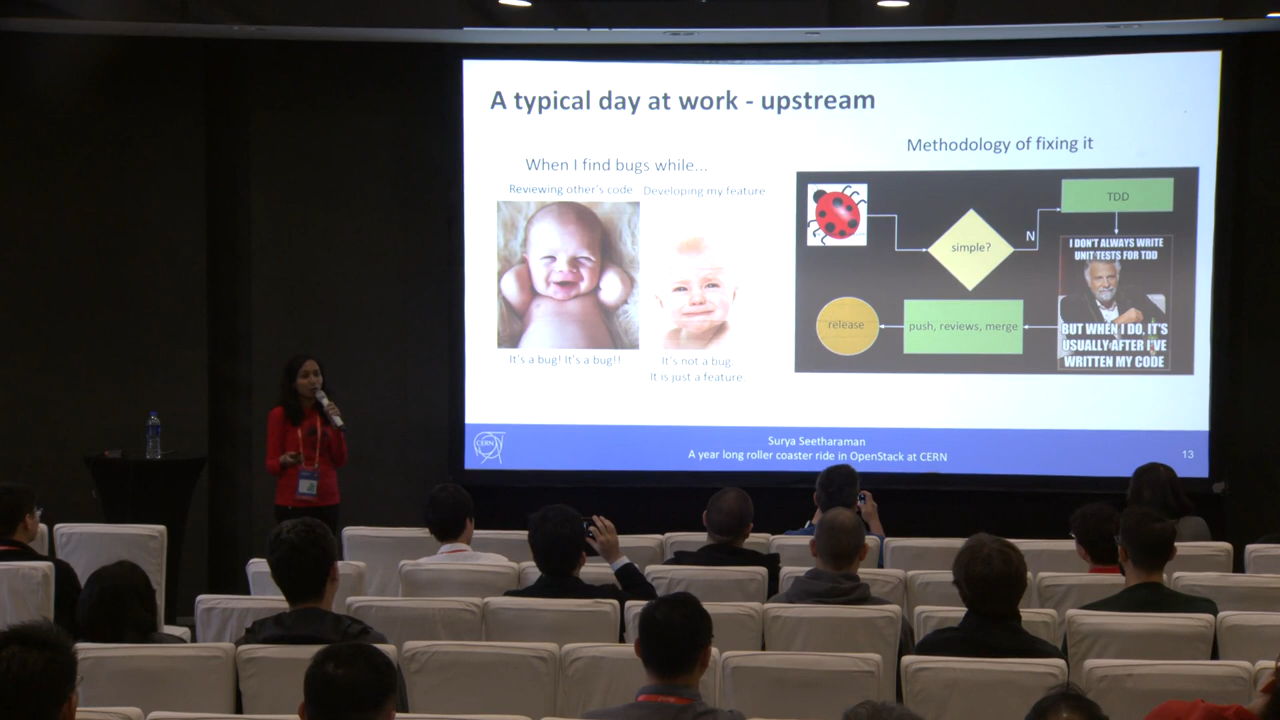 A typical day at work - upstream
When I find bugs while...
Reviewing other's code
Developing my feature
It's a bug! It's a bug!!
It's not a bug
It is just a feature.
Methodology of fixing it
simple?
N
TDD
I DON'T ALWAYS WRITE
UNIT TESTS FOR TDD
BUT WHEN I DO, IT'S
USUALLY AFTER I'VE
WRITTEN MY CODE
push, reviews, merge
release
CERN
Surya Seetharaman
A year long roller coaster ride in OpenStack at CERN
13